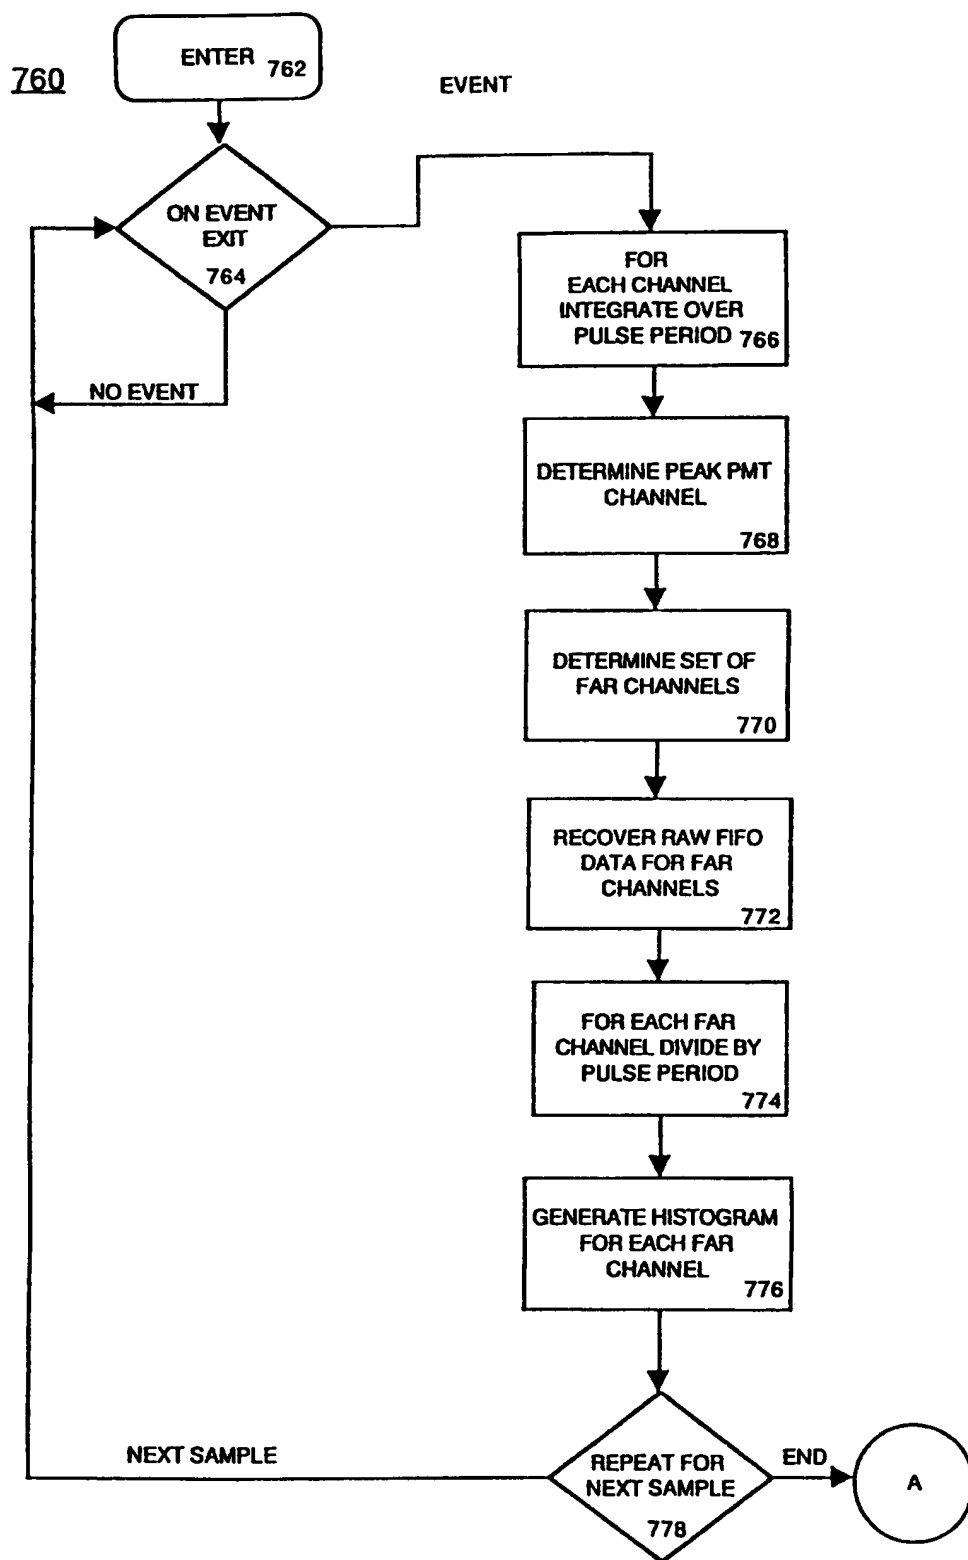 760
ENTER 762
EVENT
ON EVENT
EXIT
764
NO EVENT
FOR
EACH CHANNEL
INTEGRATE OVER
PULSE PERIOD 766
DETERMINE PEAK PMT
CHANNEL
768
DETERMINE SET OF
FAR CHANNELS
770
RECOVER RAW FIFO
DATA FOR FAR
CHANNELS
772
FOR EACH FAR
CHANNEL DIVIDE BY
PULSE PERIOD
774
GENERATE HISTOGRAM
FOR EACH FAR
CHANNEL
776
NEXT SAMPLE
REPEAT FOR
NEXT SAMPLE
778
END
A